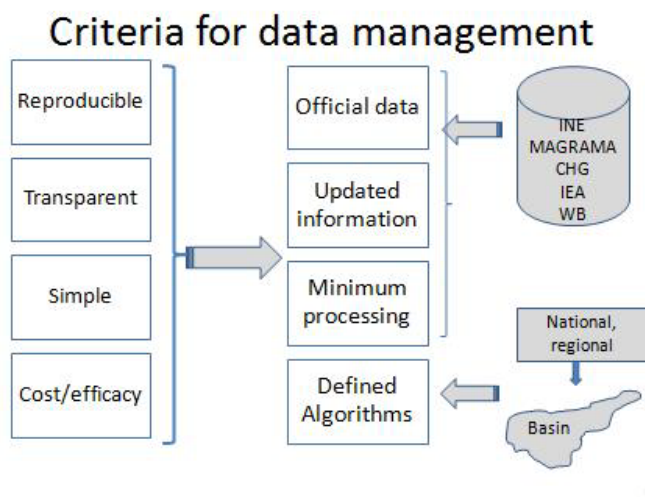 Criteria for data management
Reproducible
Transparent
Simple
Cost/efficacy
Official data
Updated
information
Minimum
processing
Defined
Algorithms
INE
MAGRAMA
CHG
IEA
WB
National,
regional
Basin